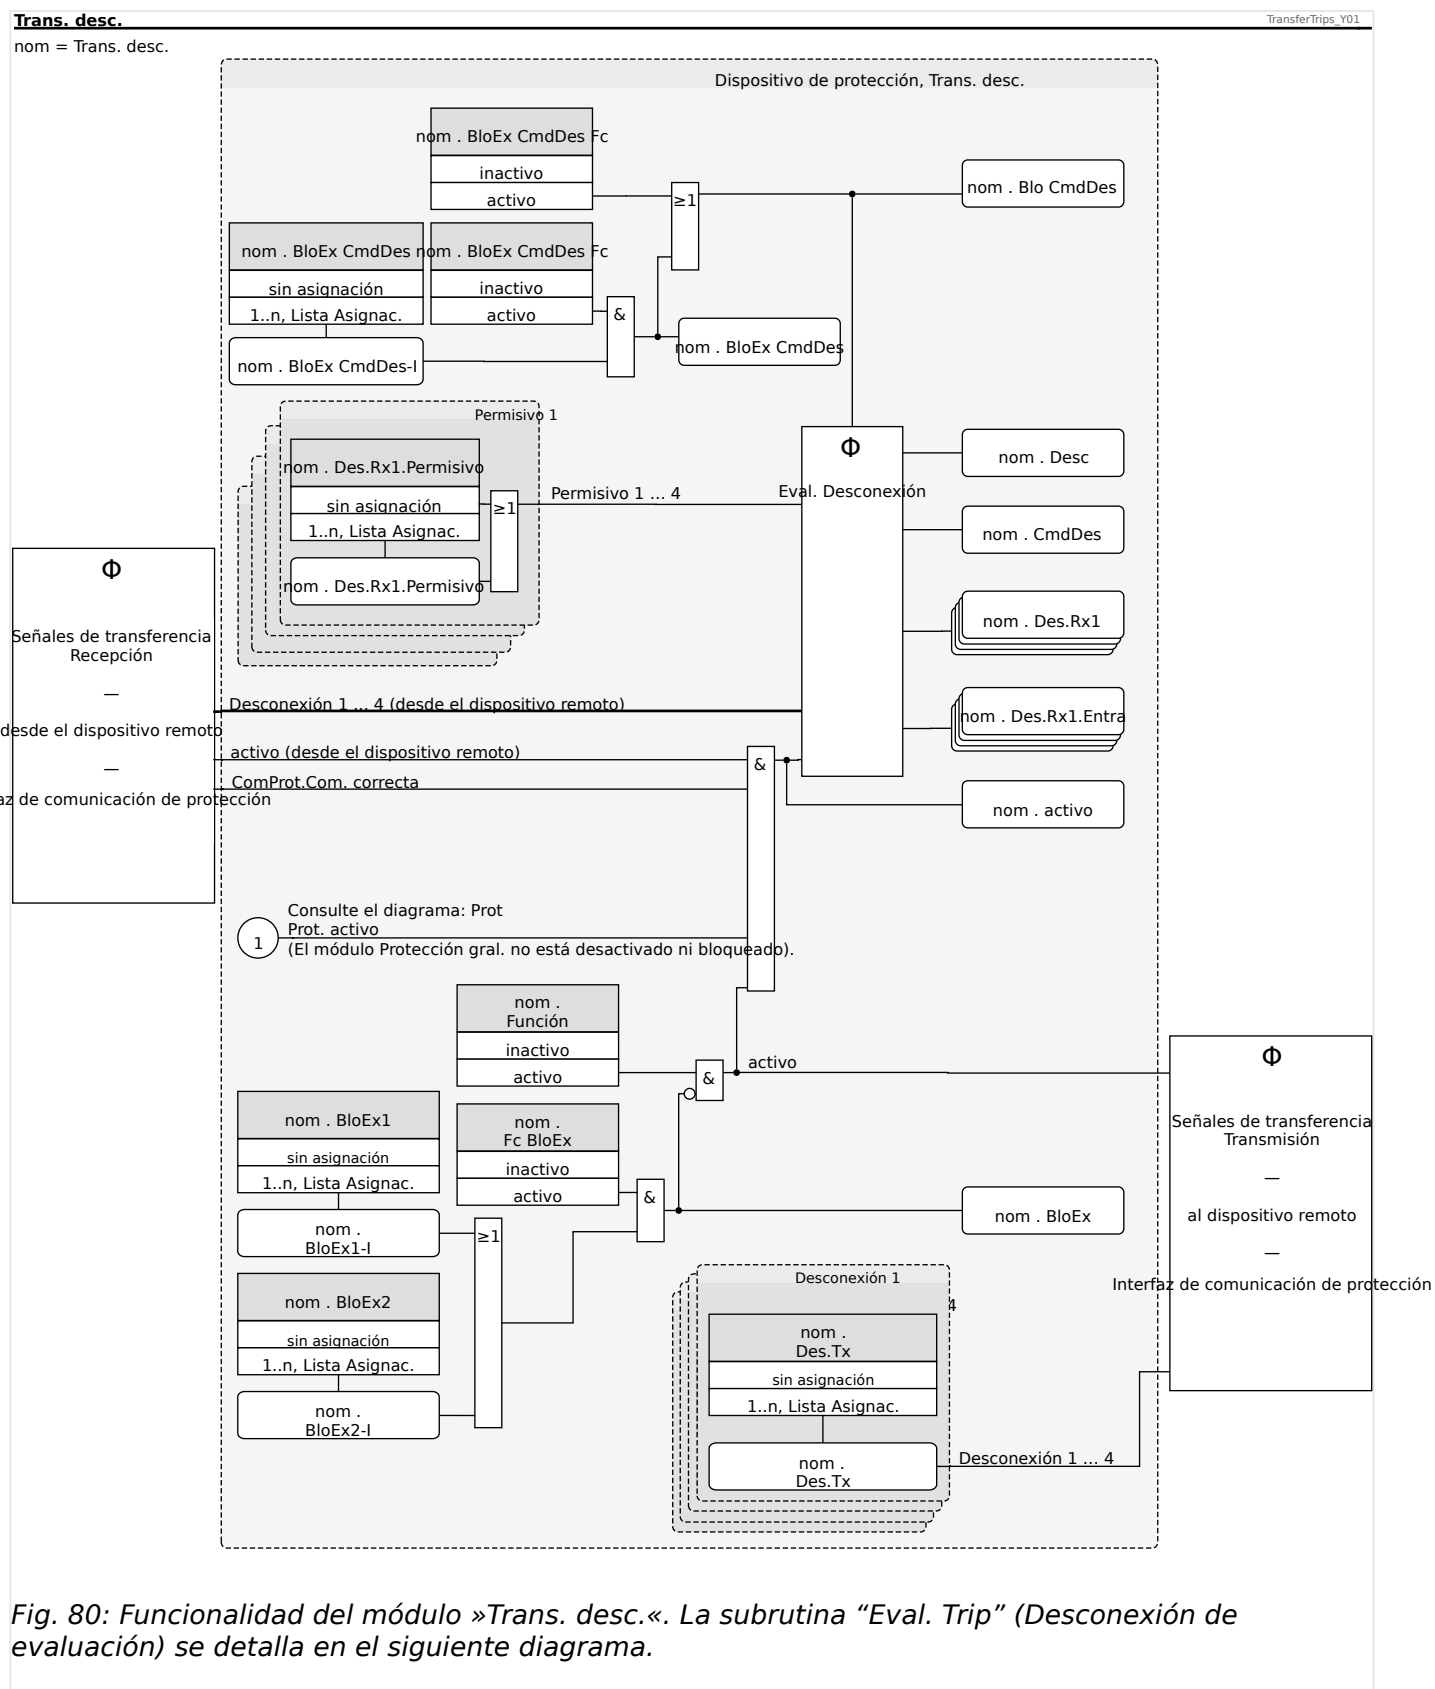 Trans. desc.
TransferTrips_Y01
nom = Trans. desc.
Dispositivo de protección, Trans. desc.
nom . BloEx CmdDes Fc
inactivo
activo
≥1
nom . Blo CmdDes
nom . BloEx CmdDes
sin asignación
1..n, Lista Asignac.
nom . BloEx CmdDes-I
nom . BloEx CmdDes Fc
inactivo
activo
&
nom . BloEx CmdDes
Permisivo 1
nom . Des.Rx1.Permisivo
sin asignación
1..n, Lista Asignac.
nom . Des.Rx1.Permisivo
≥1
Permisivo 1 ... 4
Φ
Eval. Desconexión
nom . Desc
nom . CmdDes
nom . Des.Rx1
nom . Des.Rx1.Entra
nom . activo
Φ
Señales de transferencia
Recepción
—
desde el dispositivo remoto
—
az de comunicación de protección
Desconexión 1 ... 4 (desde el dispositivo remoto)
activo (desde el dispositivo remoto)
ComProt.Com. correcta
&
1
Consulte el diagrama: Prot
Prot. activo
(El módulo Protección gral. no está desactivado ni bloqueado).
nom .
Función
inactivo
activo
&
activo
nom . BloEx1
sin asignación
1..n, Lista Asignac.
nom .
BloEx1-I
nom .
Fc BloEx
inactivo
activo
&
≥1
nom . BloEx
nom . BloEx2
sin asignación
1..n, Lista Asignac.
nom .
BloEx2-I
Desconexión 1
4
nom .
Des.Tx
sin asignación
1..n, Lista Asignac.
nom .
Des.Tx
Desconexión 1 ... 4
Φ
Señales de transferencia
Transmisión
—
al dispositivo remoto
—
Interfaz de comunicación de protección
Fig. 80: Funcionalidad del módulo »Trans. desc.«. La subrutina “Eval. Trip” (Desconexión de
evaluación) se detalla en el siguiente diagrama.